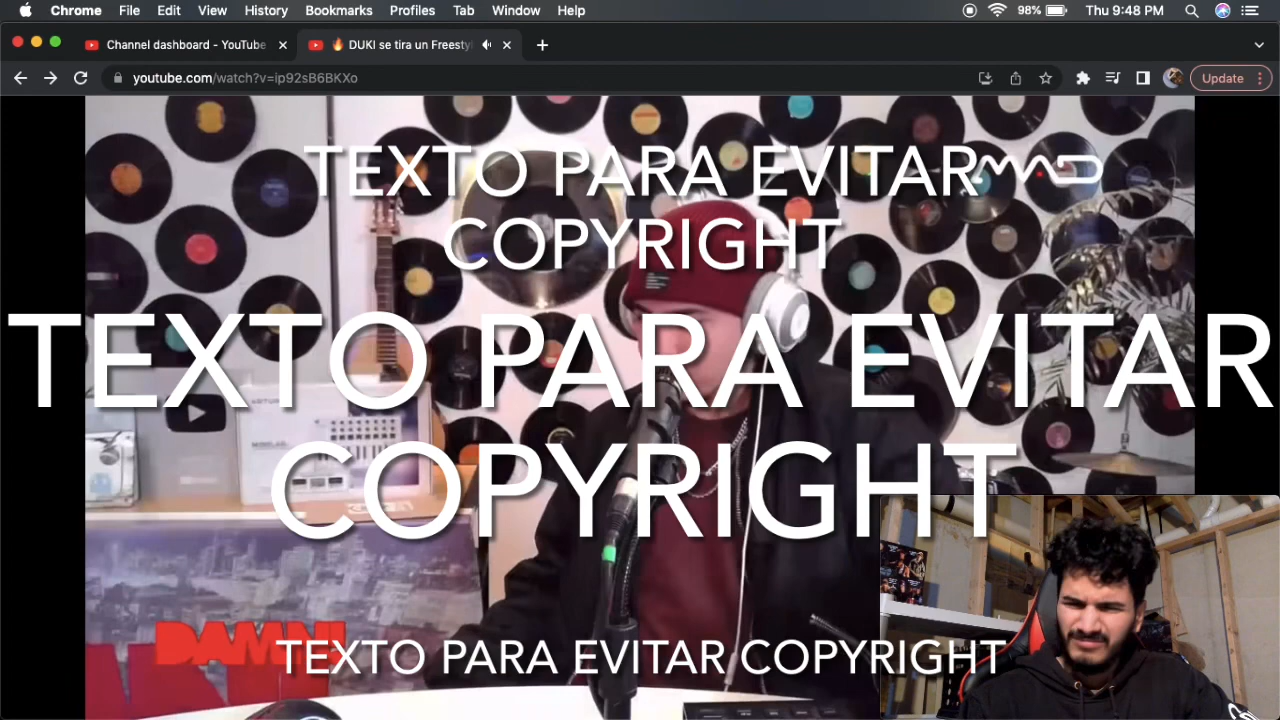 Chrome File Edit View History Bookmarks Profiles Tab Window Help 98% Thu 9:48 PM
Channel dashboard - YouTube 🔥 DUKI se tira un Freesty
youtube.com/watch?v=ip92sB6BKXo Update
TEXTO PARA EVITAR
COPYRIGHT
MAD
TEXTO PARA EVITAR
COPYRIGHT
DAMN!
TEXTO PARA EVITAR COPYRIGHT